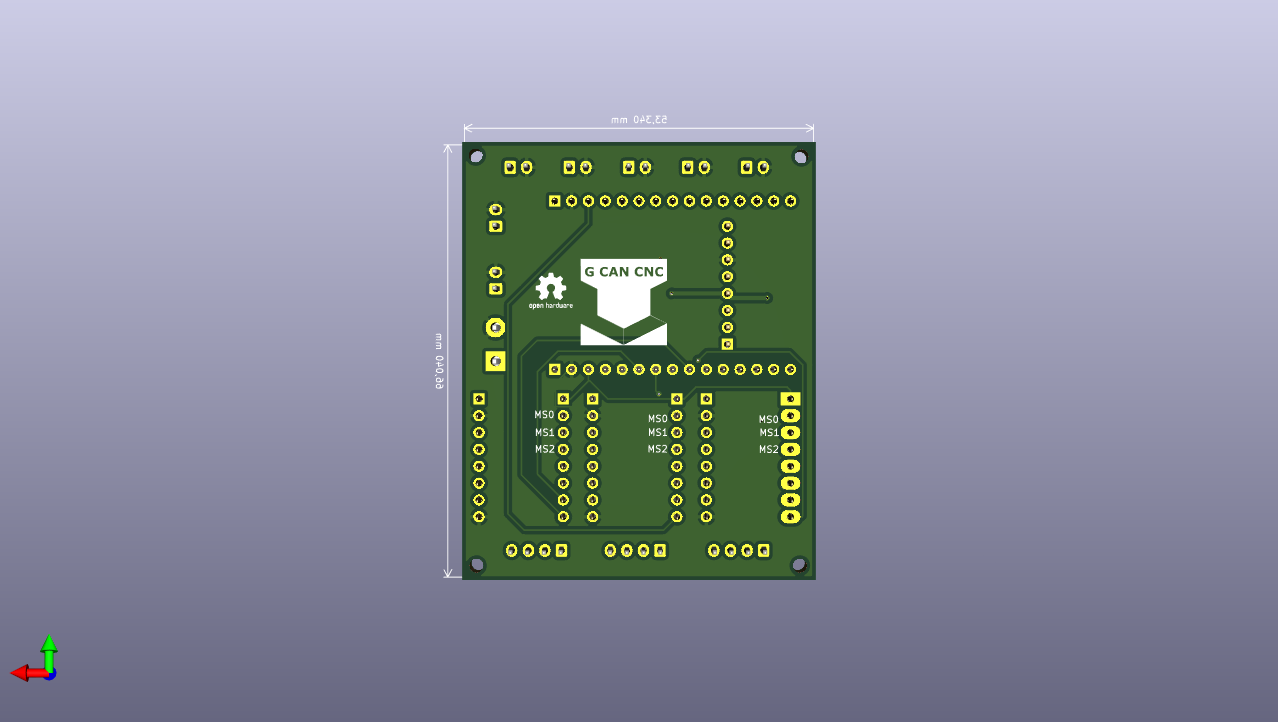 53,340 mm
G CAN CNC
open hardware
66,040 mm
MS0 MS0 MS0
MS1 MS1 MS1
MS2 MS2 MS2